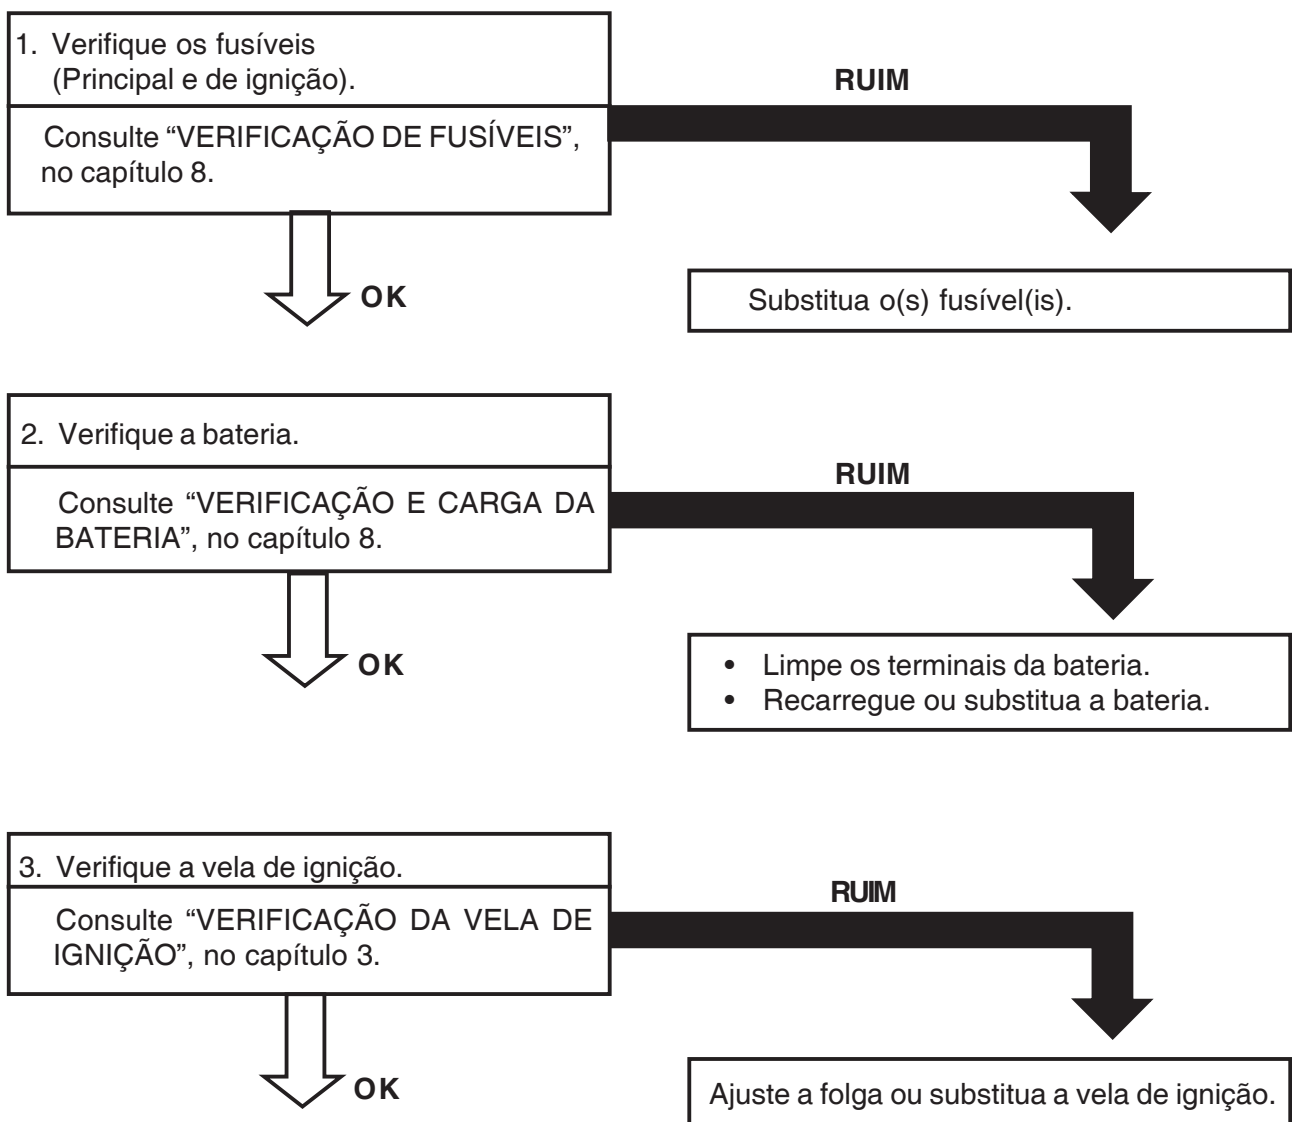 1. Verifique os fusíveis
(Principal e de ignição).
RUIM
Consulte “VERIFICAÇÃO DE FUSÍVEIS”,
no capítulo 8.
OK
Substitua o(s) fusível(is).
2. Verifique a bateria.
RUIM
Consulte “VERIFICAÇÃO E CARGA DA
BATERIA”, no capítulo 8.
OK
• Limpe os terminais da bateria.
• Recarregue ou substitua a bateria.
3. Verifique a vela de ignição.
RUIM
Consulte “VERIFICAÇÃO DA VELA DE
IGNIÇÃO”, no capítulo 3.
OK
Ajuste a folga ou substitua a vela de ignição.